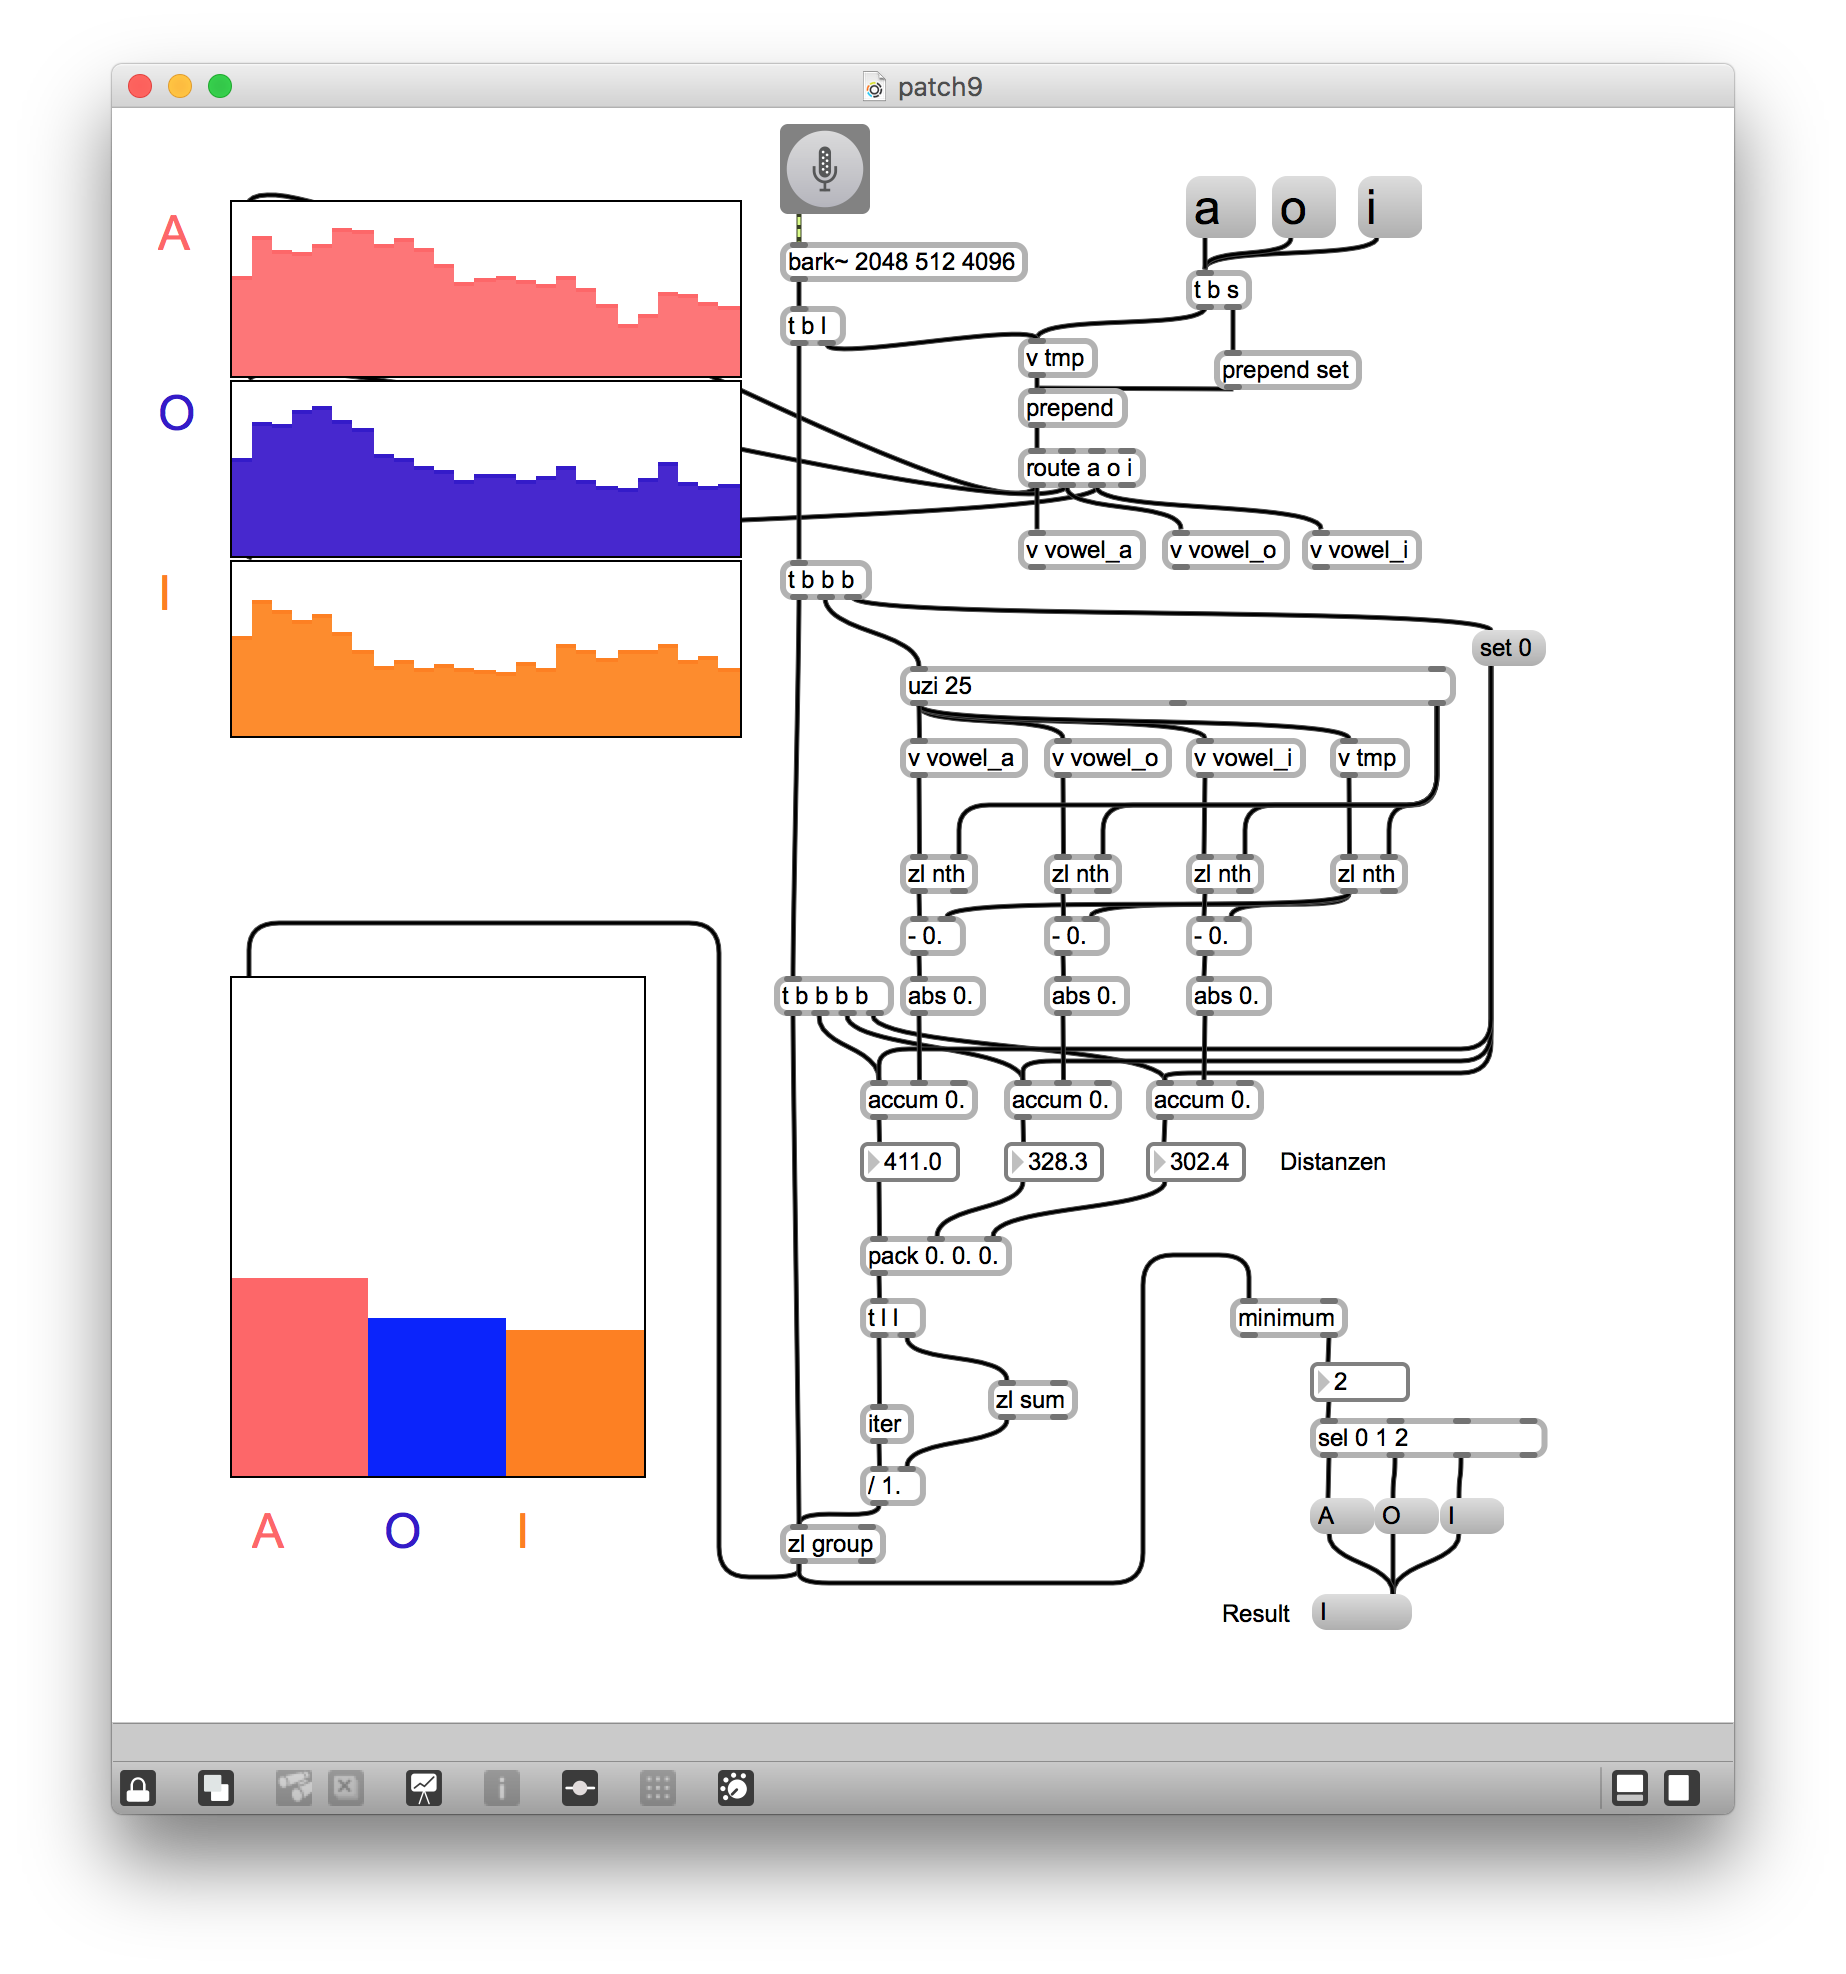 patch9
A
O
I
a
o
i
bark~ 2048 512 4096
t b s
t b l
v tmp
prepend set
prepend
route a o i
v vowel_a
v vowel_o
v vowel_i
t b b b
set 0
uzi 25
v vowel_a
v vowel_o
v vowel_i
v tmp
zl nth
zl nth
zl nth
zl nth
- 0.
- 0.
- 0.
t b b b b
abs 0.
abs 0.
abs 0.
accum 0.
accum 0.
accum 0.
411.0
328.3
302.4
Distanzen
pack 0. 0. 0.
t l l
minimum
zl sum
2
iter
sel 0 1 2
/ 1.
A
O
I
A
O
I
zl group
Result
I